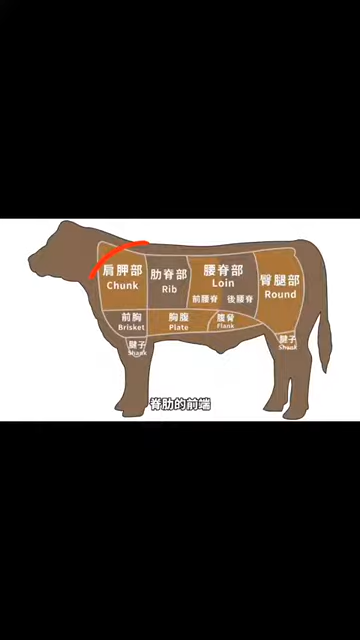 肩胛部
Chunk
肋脊部
Rib
腰脊部
Loin
前腰脊 後腰脊
臀腿部
Round
前胸
Brisket
胸腹
Plate
腹脅
Flank
腱子
Shank
腱子
Shank
脊肋的前端